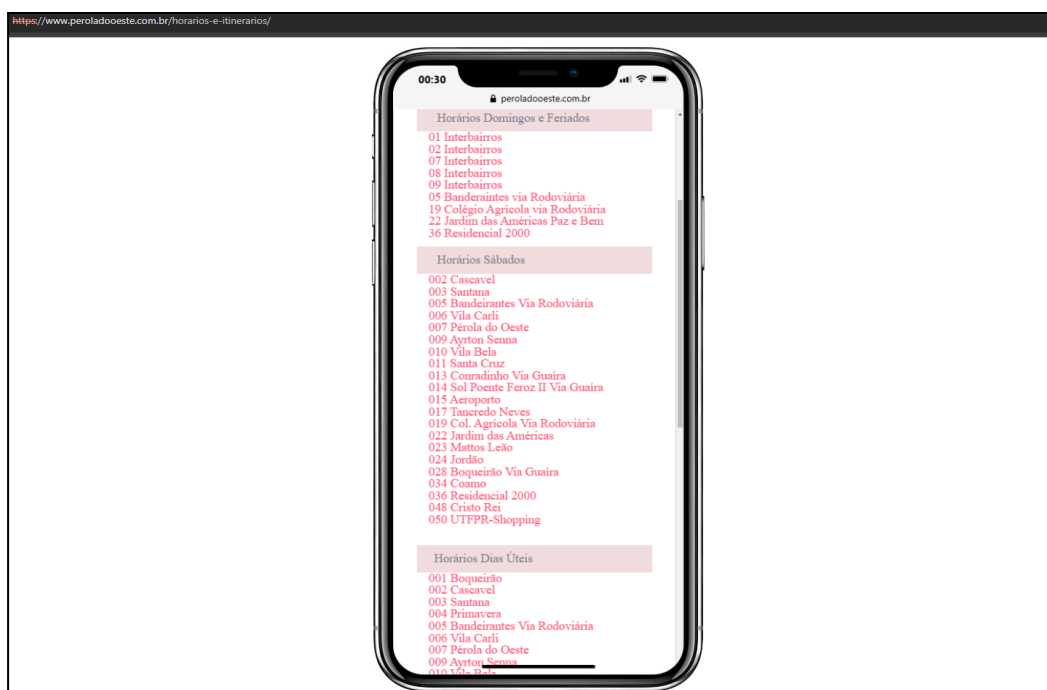 https://www.peroladooeste.com.br/horarios-e-itinerarios/
00:30
peroladooeste.com.br
Horários Domingos e Feriados
01 Interbairros
02 Interbairros
07 Interbairros
08 Interbairros
09 Interbairros
05 Banderaintes via Rodoviária
19 Colégio Agrícola via Rodoviária
22 Jardim das Américas Paz e Bem
36 Residencial 2000
Horários Sábados
002 Cascavel
003 Santana
005 Bandeirantes Via Rodoviária
006 Vila Carli
007 Pérola do Oeste
009 Ayrton Senna
010 Vila Bela
011 Santa Cruz
013 Conradinho Via Guaíra
014 Sol Poente Feroz II Via Guaíra
015 Aeroporto
017 Tancredo Neves
019 Col. Agrícola Via Rodoviária
022 Jardim das Américas
023 Mattos Leão
024 Jordão
028 Boqueirão Via Guaíra
034 Coamo
036 Residencial 2000
048 Cristo Rei
050 UTFPR-Shopping
Horários Dias Úteis
001 Boqueirão
002 Cascavel
003 Santana
004 Primavera
005 Bandeirantes Via Rodoviária
006 Vila Carli
007 Pérola do Oeste
009 Ayrton Senna
010 Vila Bela